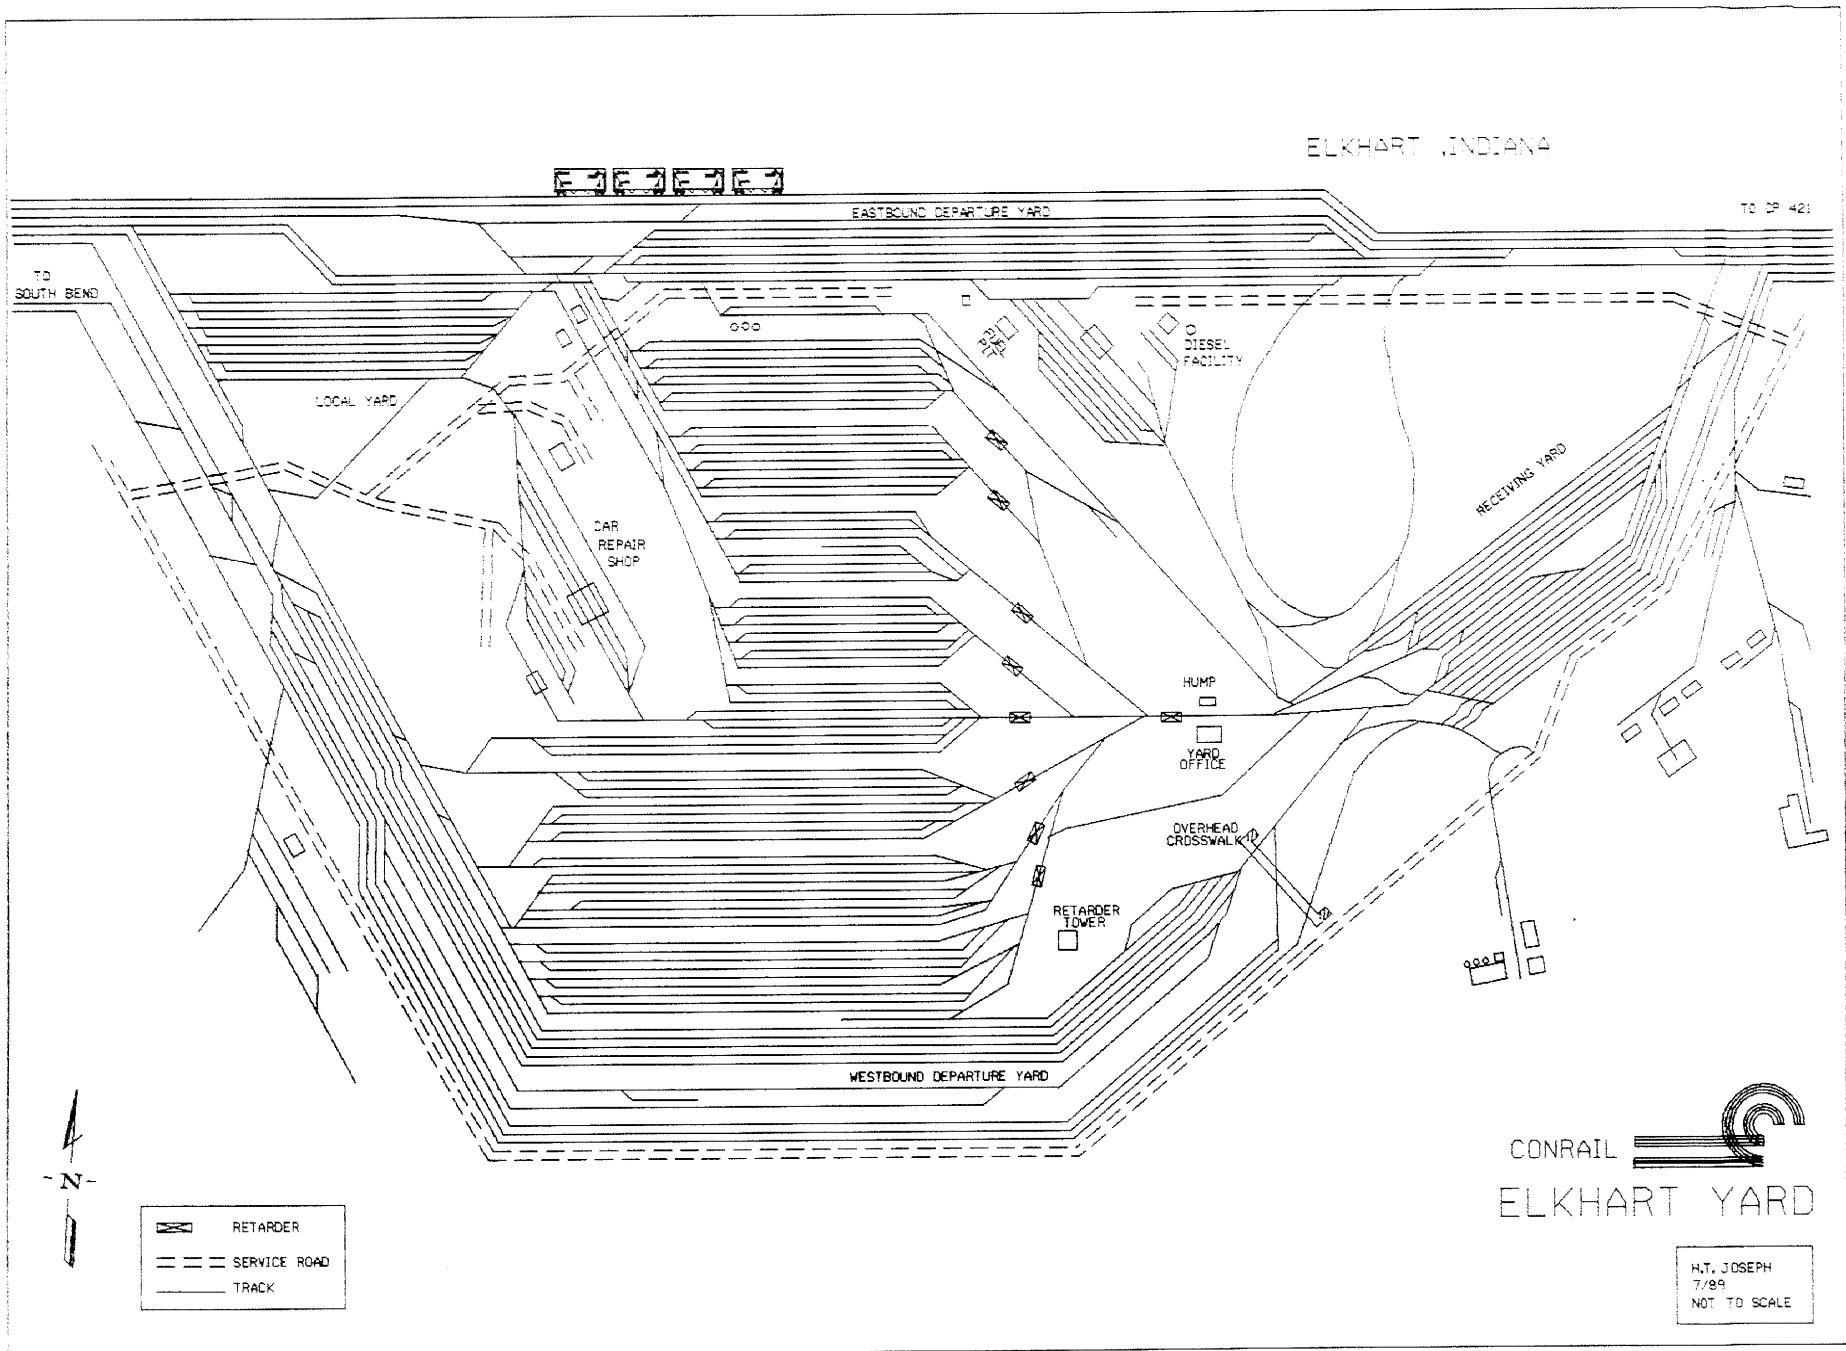 ELKHART ,INDIANA
EASTBOUND DEPARTURE YARD
TO CP 421
TO
SOUTH BEND
DIESEL
FACILITY
LOCAL YARD
RECEIVING YARD
CAR
REPAIR
SHOP
HUMP
YARD
OFFICE
OVERHEAD
CROSSWALK
RETARDER
TOWER
WESTBOUND DEPARTURE YARD
CONRAIL
ELKHART YARD
-N-
RETARDER
SERVICE ROAD
TRACK
H.T. JOSEPH
7/89
NOT TO SCALE